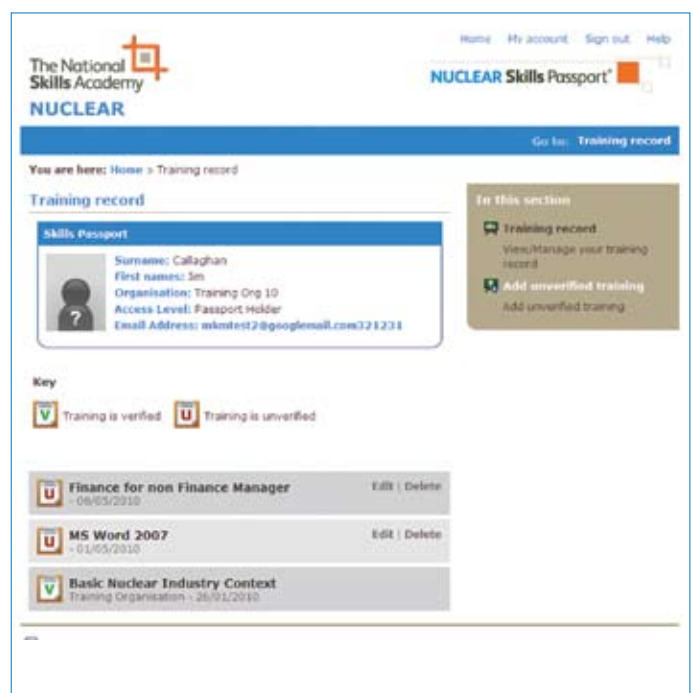 Home My account Sign out Help
The National
Skills Academy
NUCLEAR
NUCLEAR Skills Passport
Go to: Training record
You are here: Home > Training record
Training record
Skills Passport
Surname: Callaghan
First names: Jim
Organisation: Training Org 10
Access Level: Passport Holder
Email Address: mkmtest2@googlemail.com321231
In this section
Training record
View/Manage your training
record
Add unverified training
Add unverified training
Key
V Training is verified U Training is unverified
U Finance for non Finance Manager Edit | Delete
- 06/05/2010
U MS Word 2007 Edit | Delete
- 01/05/2010
V Basic Nuclear Industry Context
Training Organisation - 26/01/2010